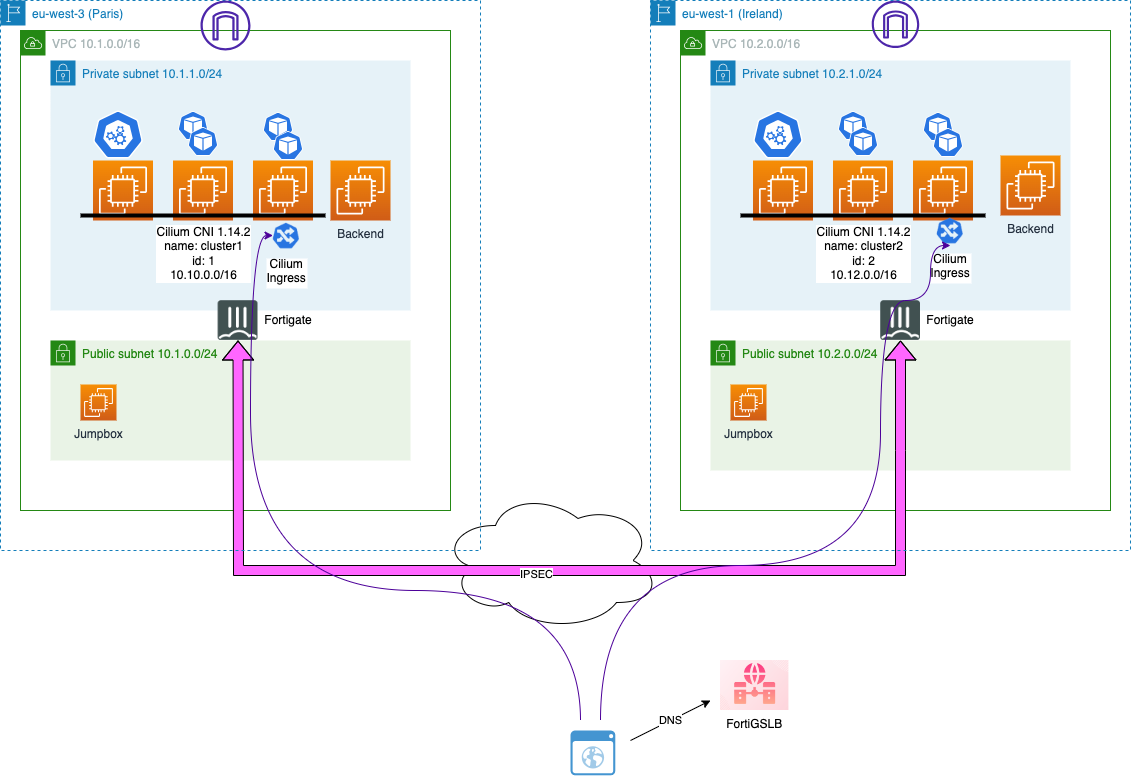 eu-west-3 (Paris)
VPC 10.1.0.0/16
Private subnet 10.1.1.0/24
Cilium CNI 1.14.2
name: cluster1
id: 1
10.10.0.0/16
Cilium
Ingress
Backend
Fortigate
Public subnet 10.1.0.0/24
Jumpbox
eu-west-1 (Ireland)
VPC 10.2.0.0/16
Private subnet 10.2.1.0/24
Cilium CNI 1.14.2
name: cluster2
id: 2
10.12.0.0/16
Cilium
Ingress
Backend
Fortigate
Public subnet 10.2.0.0/24
Jumpbox
IPSEC
DNS
FortiGSLB